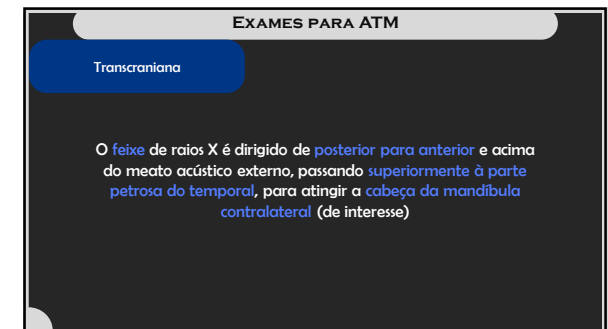 Exames para ATM
Transcraniana
O feixe de raios X é dirigido de posterior para anterior e acima
do meato acústico externo, passando superiormente à parte
petrosa do temporal, para atingir a cabeça da mandíbula
contralateral (de interesse)